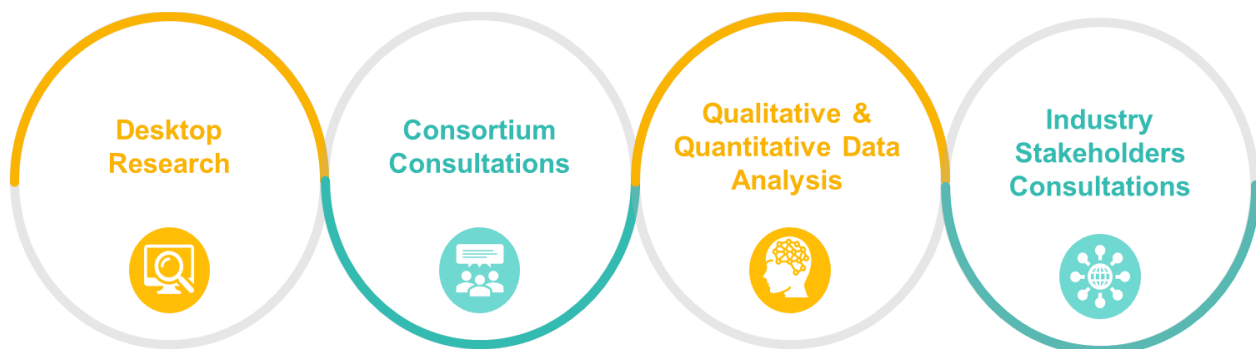 Desktop
Research
Consortium
Consultations
Qualitative &
Quantitative Data
Analysis
Industry
Stakeholders
Consultations